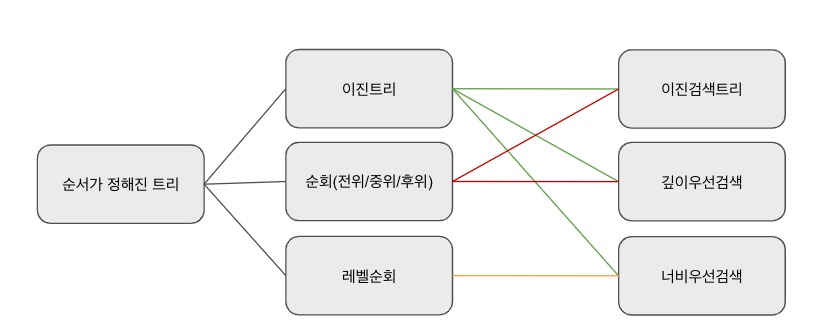 순서가 정해진 트리
이진트리
순회(전위/중위/후위)
레벨순회
이진검색트리
깊이우선검색
너비우선검색